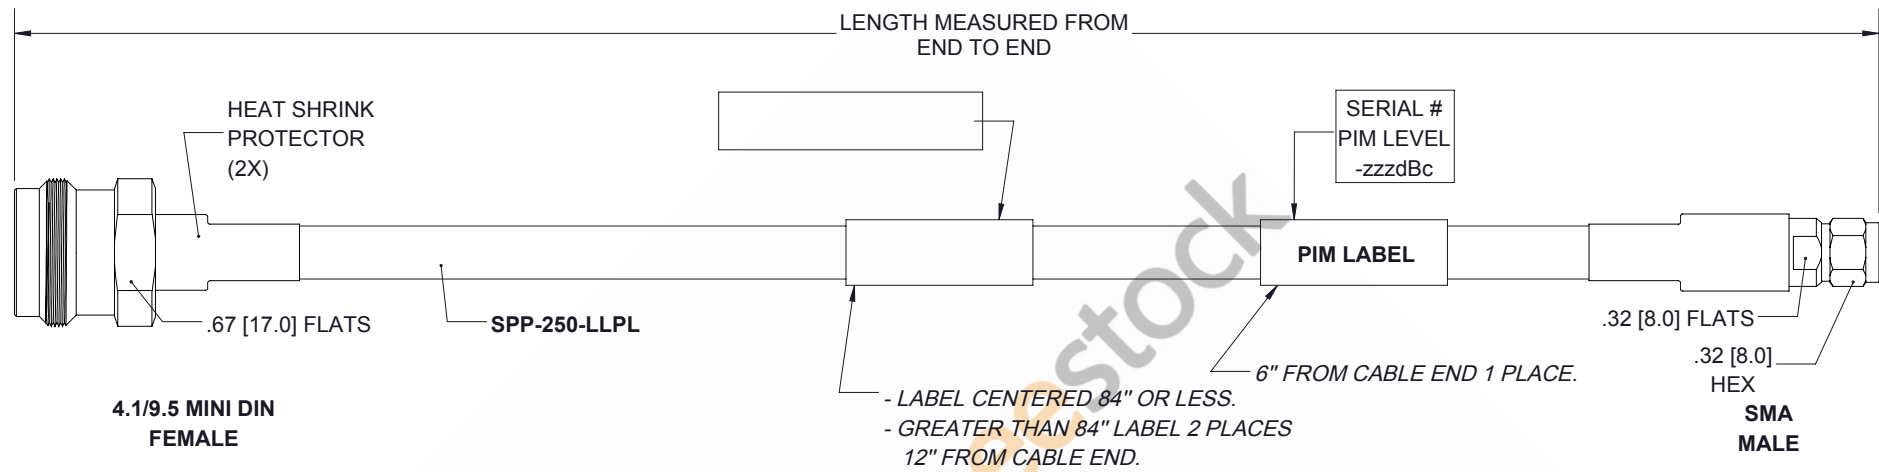 LENGTH MEASURED FROM
END TO END
HEAT SHRINK
PROTECTOR
(2X)
SERIAL #
PIM LEVEL
-zzzdBc
PIM LABEL
.67 [17.0] FLATS
SPP-250-LLPL
.32 [8.0] FLATS
.32 [8.0]
HEX
6" FROM CABLE END 1 PLACE.
- LABEL CENTERED 84" OR LESS.
- GREATER THAN 84" LABEL 2 PLACES
12" FROM CABLE END.
4.1/9.5 MINI DIN
FEMALE
SMA
MALE
eestock